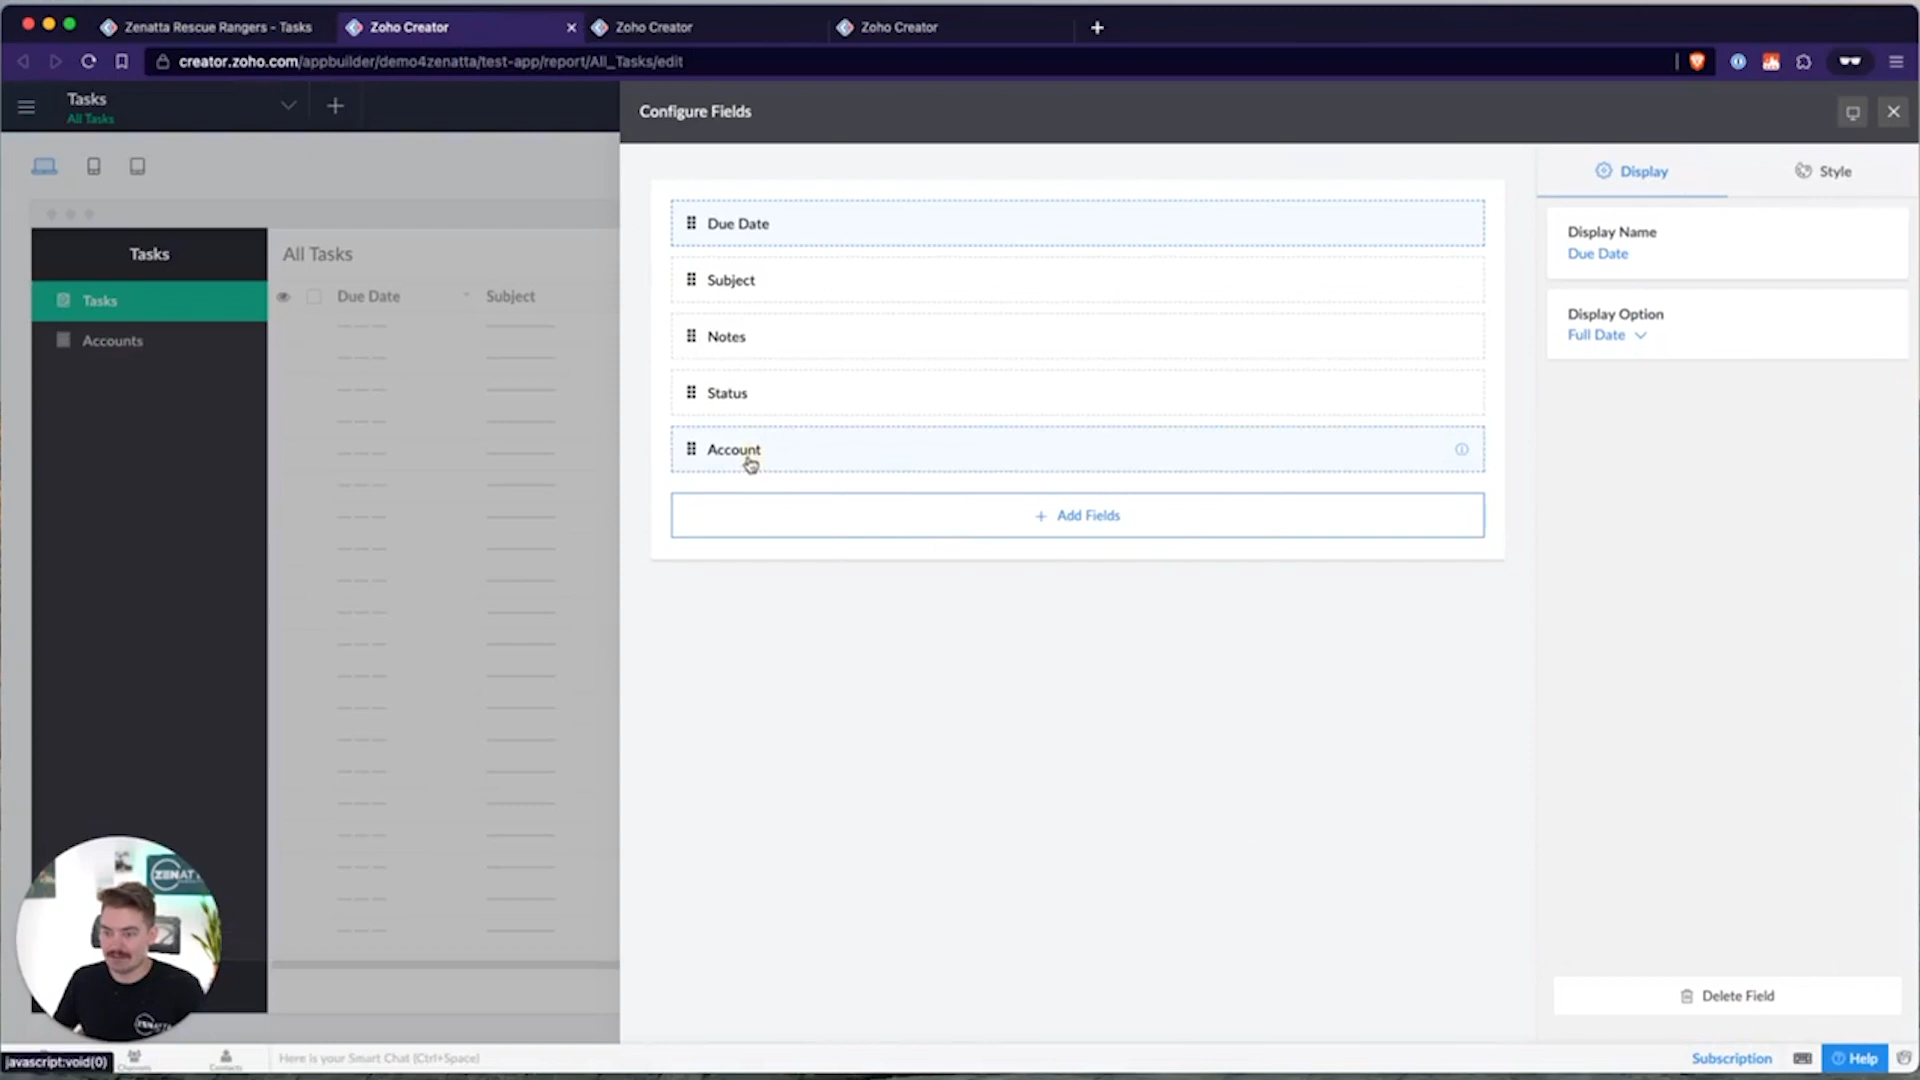 Zenatta Rescue Rangers - Tasks
Zoho Creator
Zoho Creator
Zoho Creator
creator.zoho.com/appbuilder/demo4zenatta/test-app/report/All_Tasks/edit
Tasks
All Tasks
Configure Fields
Display
Style
Tasks
All Tasks
Tasks
Due Date
Subject
Accounts
Due Date
Subject
Notes
Status
Account
+ Add Fields
Display Name
Due Date
Display Option
Full Date
Delete Field
ZENATTA
javascript:void(0)
Channels
Contacts
Here is your Smart Chat (Ctrl+Space)
Subscription
Help